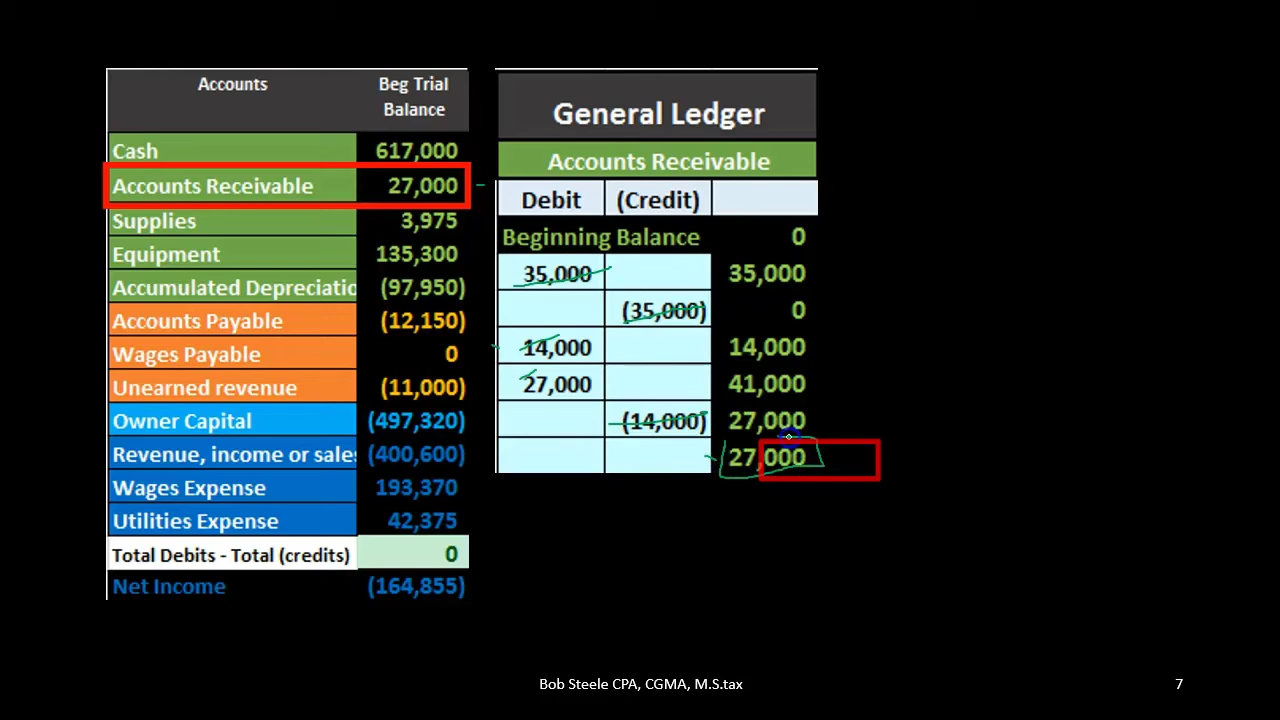 Accounts Beg Trial Balance
Cash 617,000
Accounts Receivable 27,000
Supplies 3,975
Equipment 135,300
Accumulated Depreciatio (97,950)
Accounts Payable (12,150)
Wages Payable 0
Unearned revenue (11,000)
Owner Capital (497,320)
Revenue, income or sales (400,600)
Wages Expense 193,370
Utilities Expense 42,375
Total Debits - Total (credits) 0
Net Income (164,855)
General Ledger
Accounts Receivable
Debit (Credit)
Beginning Balance 0
35,000 35,000
(35,000) 0
14,000 14,000
27,000 41,000
(14,000) 27,000
27,000
Bob Steele CPA, CGMA, M.S.tax 7